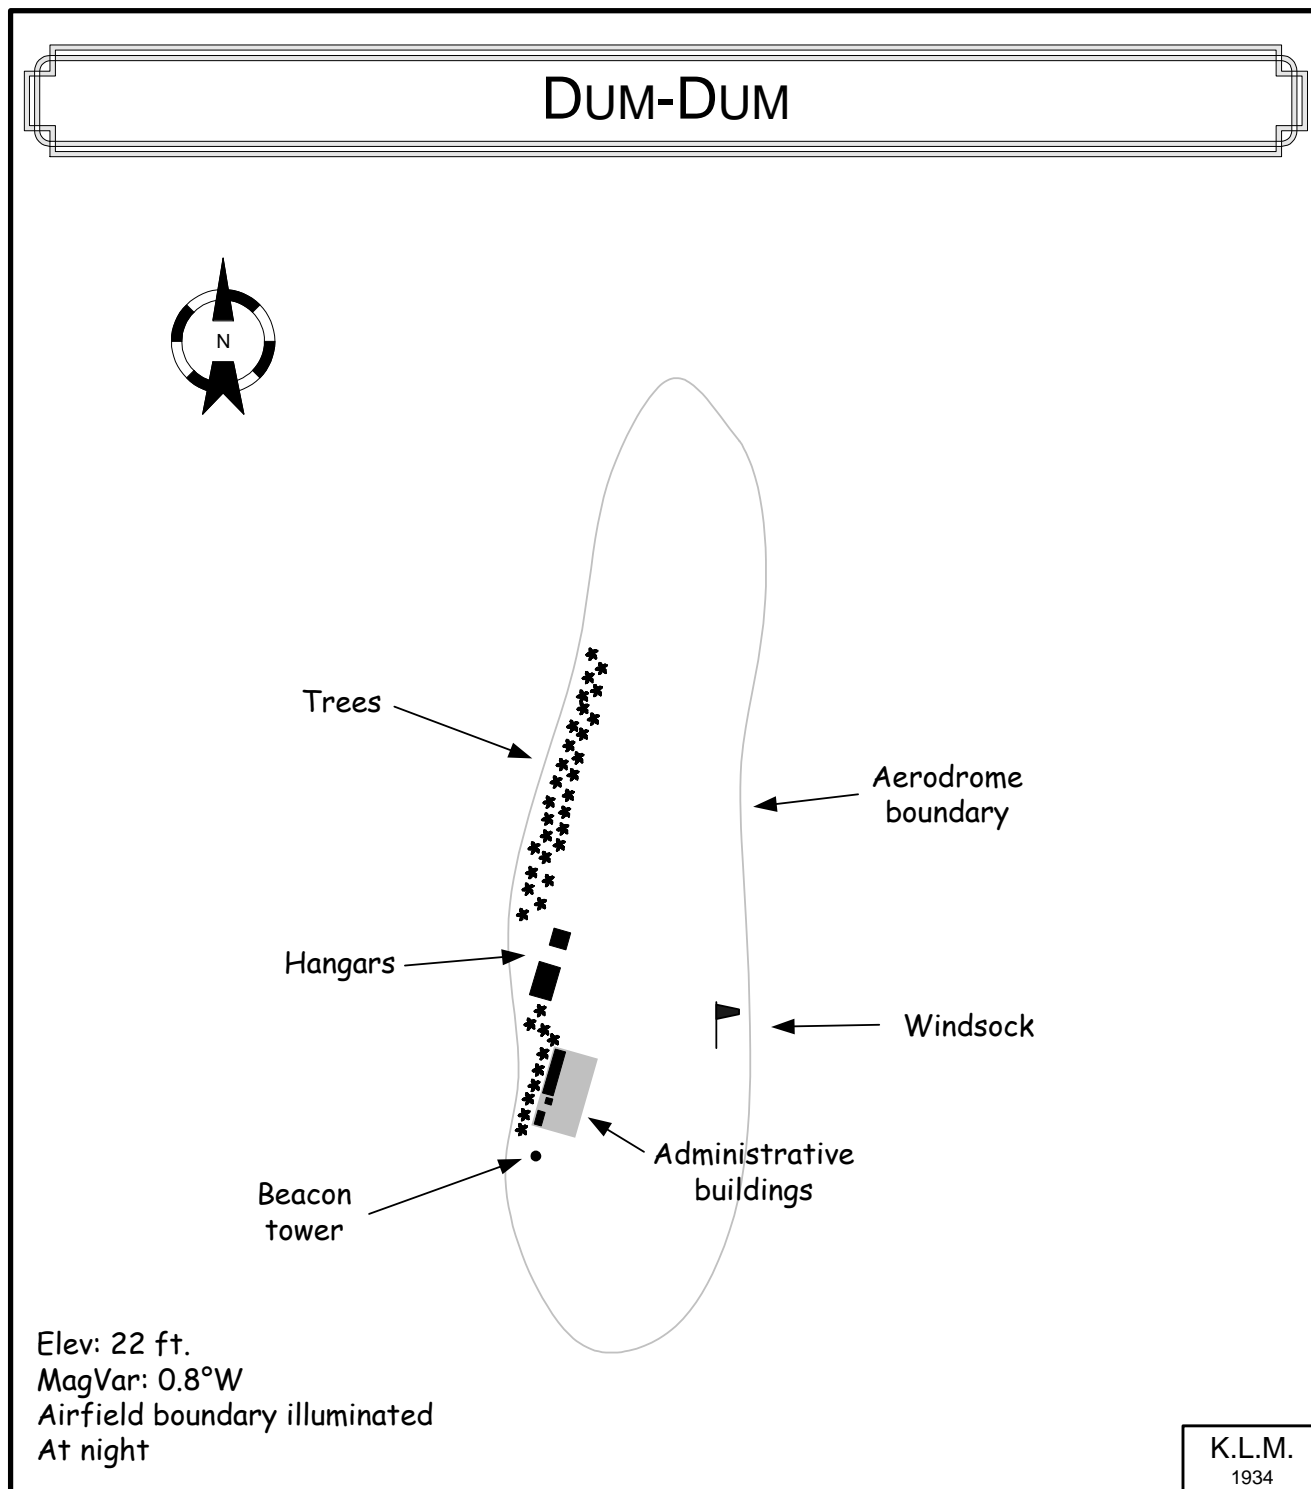 DUM-DUM
N
Trees
Aerodrome
boundary
Hangars
Windsock
Administrative
buildings
Beacon
tower
Elev: 22 ft.
MagVar: 0.8°W
Airfield boundary illuminated
At night
K.L.M.
1934